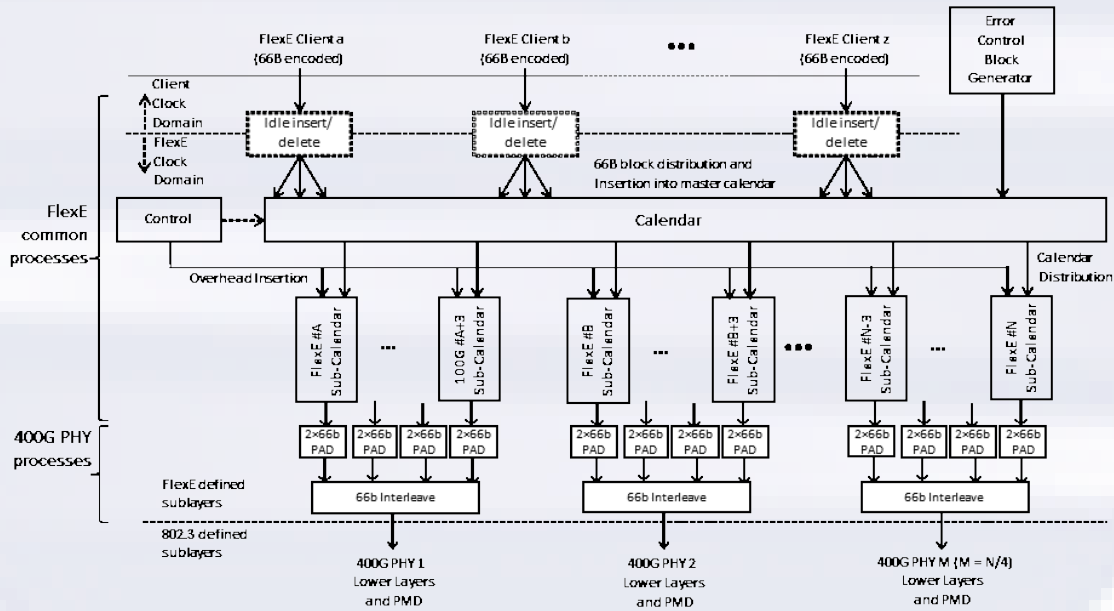 FlexE Client a
(66B encoded)
FlexE Client b
(66B encoded)
•••
FlexE Client z
(66B encoded)
Error
Control
Block
Generator
Client
Clock
Domain
FlexE
Clock
Domain
Idle insert/
delete
Idle insert/
delete
Idle insert/
delete
66B block distribution and
Insertion into master calendar
FlexE
common
processes
Control
Calendar
Overhead Insertion
Calendar
Distribution
FlexE #A
Sub-Calendar
...
100G #A+3
Sub-Calendar
FlexE #B
Sub-Calendar
...
FlexE #B+3
Sub-Calendar
•••
FlexE #N-3
Sub-Calendar
...
FlexE #N
Sub-Calendar
400G PHY
processes
2×66b
PAD
2×66b
PAD
2×66b
PAD
2×66b
PAD
2×66b
PAD
2×66b
PAD
2×66b
PAD
2×66b
PAD
2×66b
PAD
2×66b
PAD
2×66b
PAD
2×66b
PAD
FlexE defined
sublayers
66b Interleave
66b Interleave
66b Interleave
802.3 defined
sublayers
400G PHY 1
Lower Layers
and PMD
400G PHY 2
Lower Layers
and PMD
400G PHY M (M = N/4)
Lower Layers
and PMD